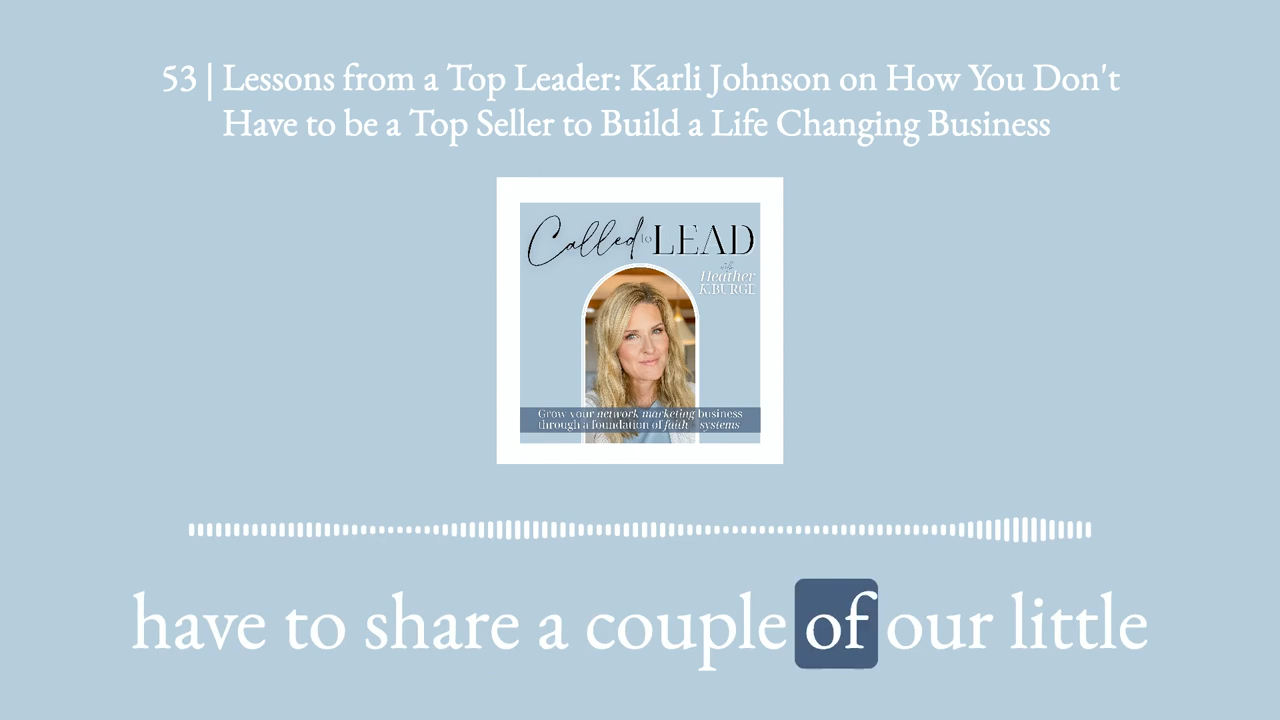 53 | Lessons from a Top Leader: Karli Johnson on How You Don't
Have to be a Top Seller to Build a Life Changing Business
Called to LEAD
with
Heather
K.BURGE
Grow your network marketing business
through a foundation of faith + systems
have to share a couple of our little